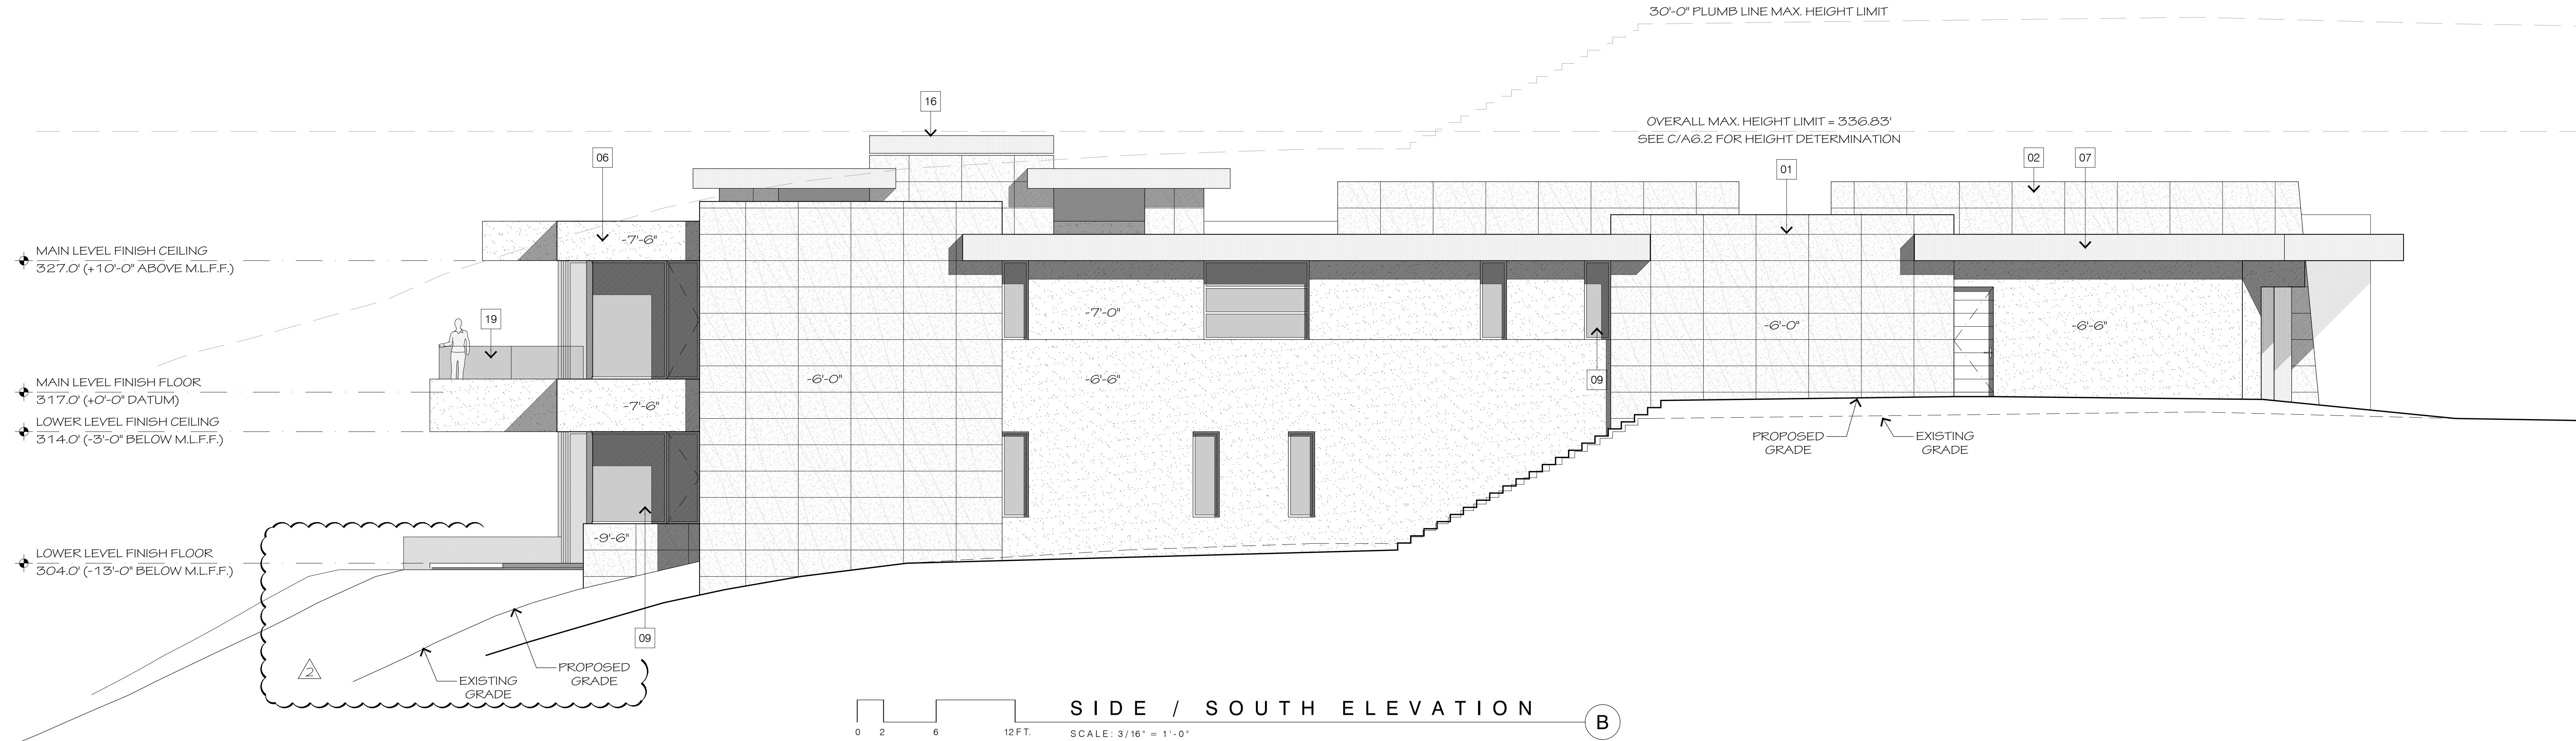 30'-0" PLUMB LINE MAX. HEIGHT LIMIT
16
OVERALL MAX. HEIGHT LIMIT = 336.83'
SEE C/A6.2 FOR HEIGHT DETERMINATION
06
01
02
07
MAIN LEVEL FINISH CEILING
327.0' (+10'-0" ABOVE M.L.F.F.)
-7'-6"
19
-7'-0"
-6'-0"
-6'-6"
MAIN LEVEL FINISH FLOOR
317.0' (+0'-0" DATUM)
-6'-0"
-6'-6"
09
-7'-6"
LOWER LEVEL FINISH CEILING
314.0' (-3'-0" BELOW M.L.F.F.)
PROPOSED
GRADE
EXISTING
GRADE
-9'-6"
LOWER LEVEL FINISH FLOOR
304.0' (-13'-0" BELOW M.L.F.F.)
09
2
PROPOSED
GRADE
EXISTING
GRADE
SIDE / SOUTH ELEVATION
B
0 2 6 12 FT.
SCALE: 3/16" = 1'-0"